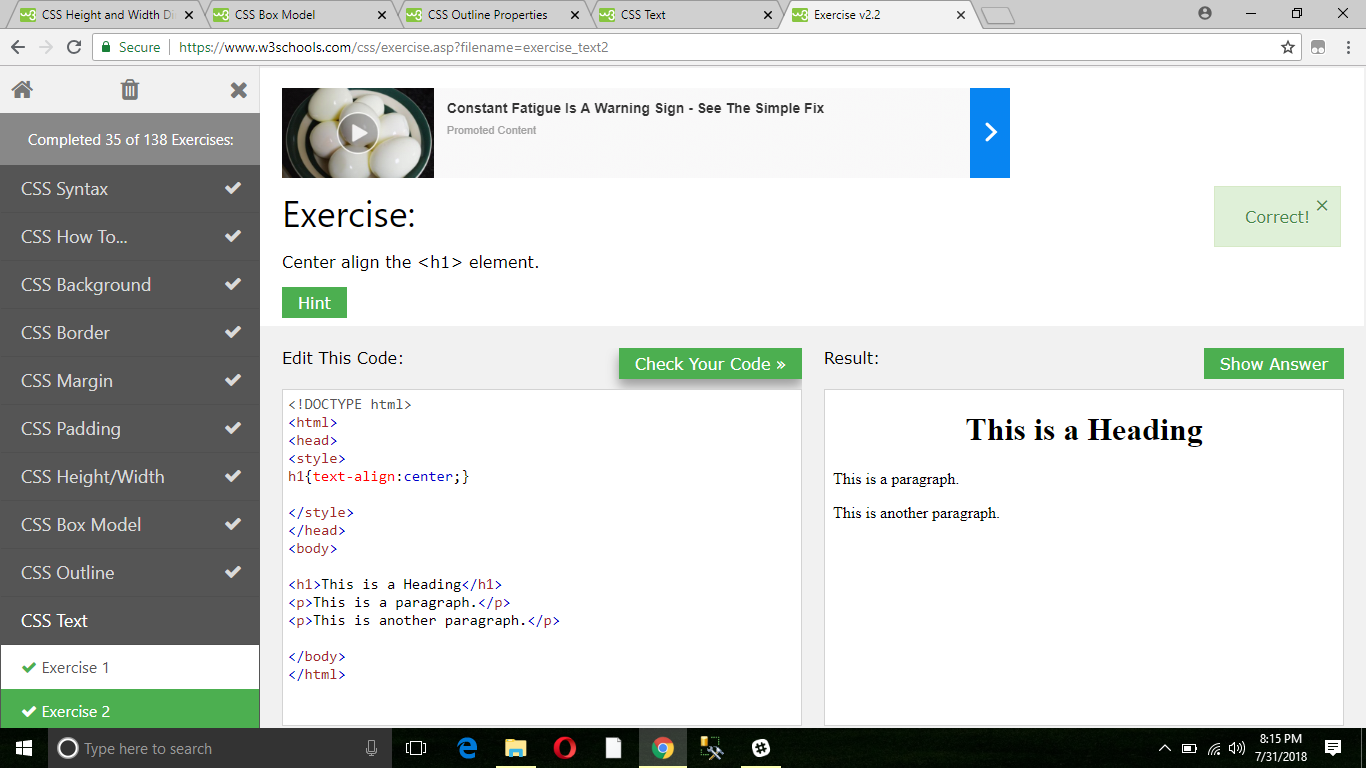 CSS Height and Width Di
CSS Box Model
CSS Outline Properties
CSS Text
Exercise v2.2
Secure
https://www.w3schools.com/css/exercise.asp?filename=exercise_text2
Completed 35 of 138 Exercises:
CSS Syntax
CSS How To...
CSS Background
CSS Border
CSS Margin
CSS Padding
CSS Height/Width
CSS Box Model
CSS Outline
CSS Text
Exercise 1
Exercise 2
Constant Fatigue Is A Warning Sign - See The Simple Fix
Promoted Content
Exercise:
Correct!
Center align the <h1> element.
Hint
Edit This Code:
Check Your Code »
<!DOCTYPE html>
<html>
<head>
<style>
h1{text-align:center;}
</style>
</head>
<body>
<h1>This is a Heading</h1>
<p>This is a paragraph.</p>
<p>This is another paragraph.</p>
</body>
</html>
Result:
Show Answer
This is a Heading
This is a paragraph.
This is another paragraph.
Type here to search
8:15 PM
7/31/2018